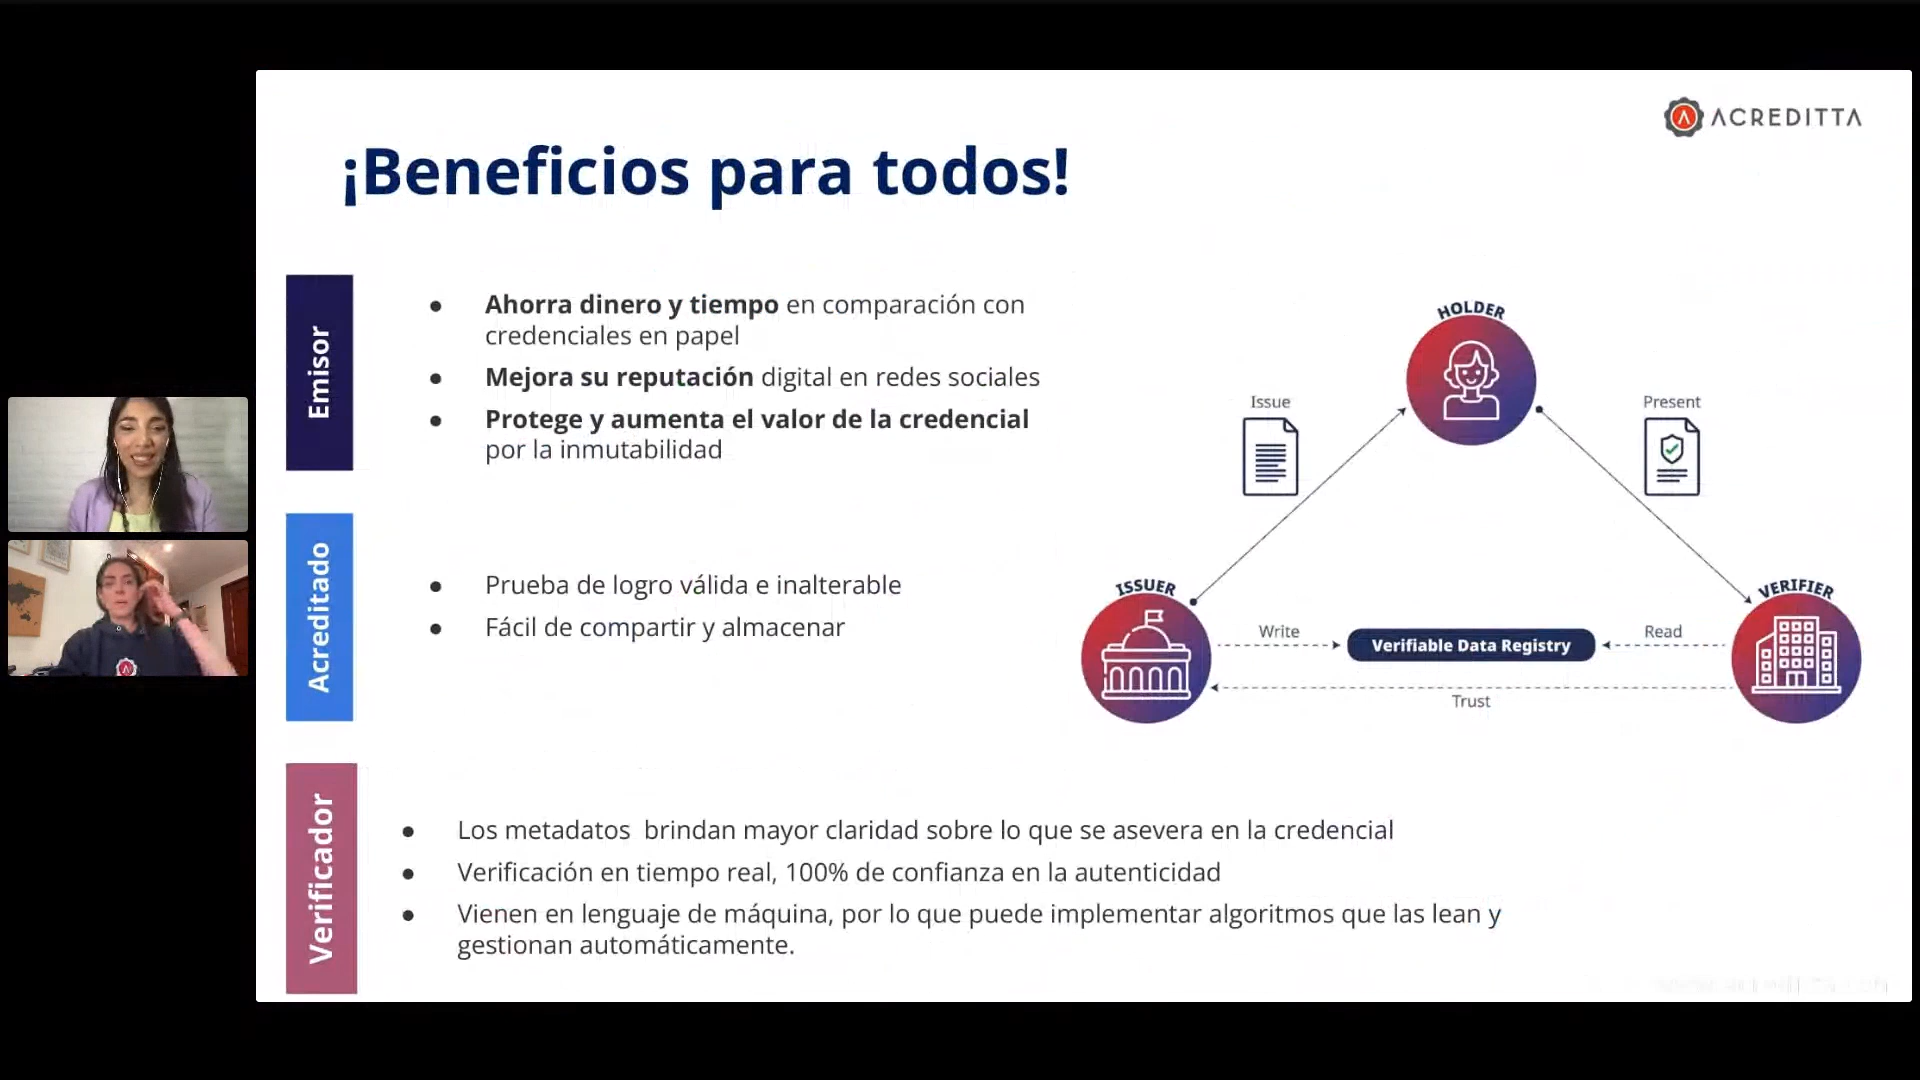 ACREDITTA
¡Beneficios para todos!
Emisor
● Ahorra dinero y tiempo en comparación con
credenciales en papel
● Mejora su reputación digital en redes sociales
● Protege y aumenta el valor de la credencial
por la inmutabilidad
Acreditado
● Prueba de logro válida e inalterable
● Fácil de compartir y almacenar
HOLDER
Issue
Present
ISSUER
VERIFIER
Write
Verifiable Data Registry
Read
Trust
Verificador
● Los metadatos brindan mayor claridad sobre lo que se asevera en la credencial
● Verificación en tiempo real, 100% de confianza en la autenticidad
● Vienen en lenguaje de máquina, por lo que puede implementar algoritmos que las lean y
gestionan automáticamente.